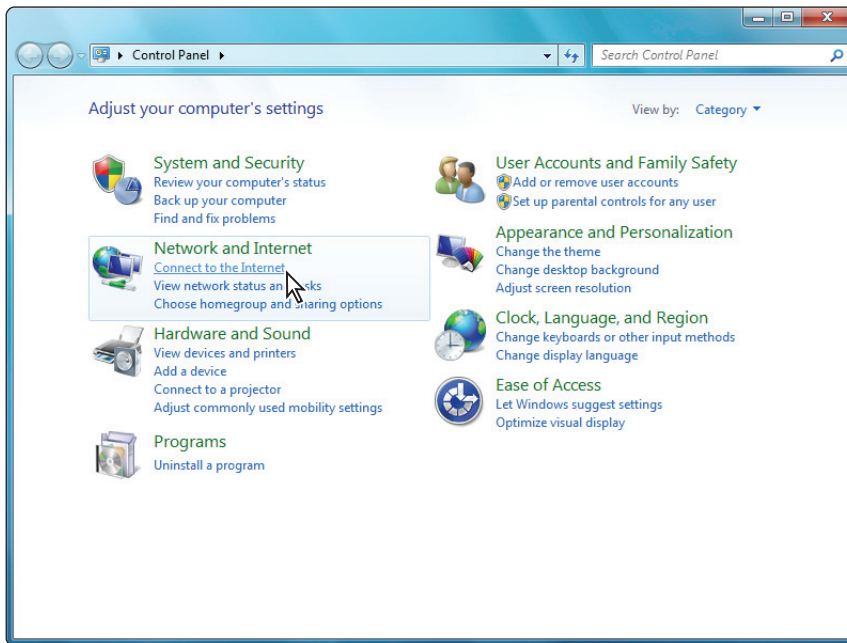 Control Panel
Search Control Panel
Adjust your computer's settings
View by: Category
System and Security
Review your computer's status
Back up your computer
Find and fix problems
Network and Internet
Connect to the Internet
View network status an sks
Choose homegroup and sharing options
Hardware and Sound
View devices and printers
Add a device
Connect to a projector
Adjust commonly used mobility settings
Programs
Uninstall a program
User Accounts and Family Safety
Add or remove user accounts
Set up parental controls for any user
Appearance and Personalization
Change the theme
Change desktop background
Adjust screen resolution
Clock, Language, and Region
Change keyboards or other input methods
Change display language
Ease of Access
Let Windows suggest settings
Optimize visual display